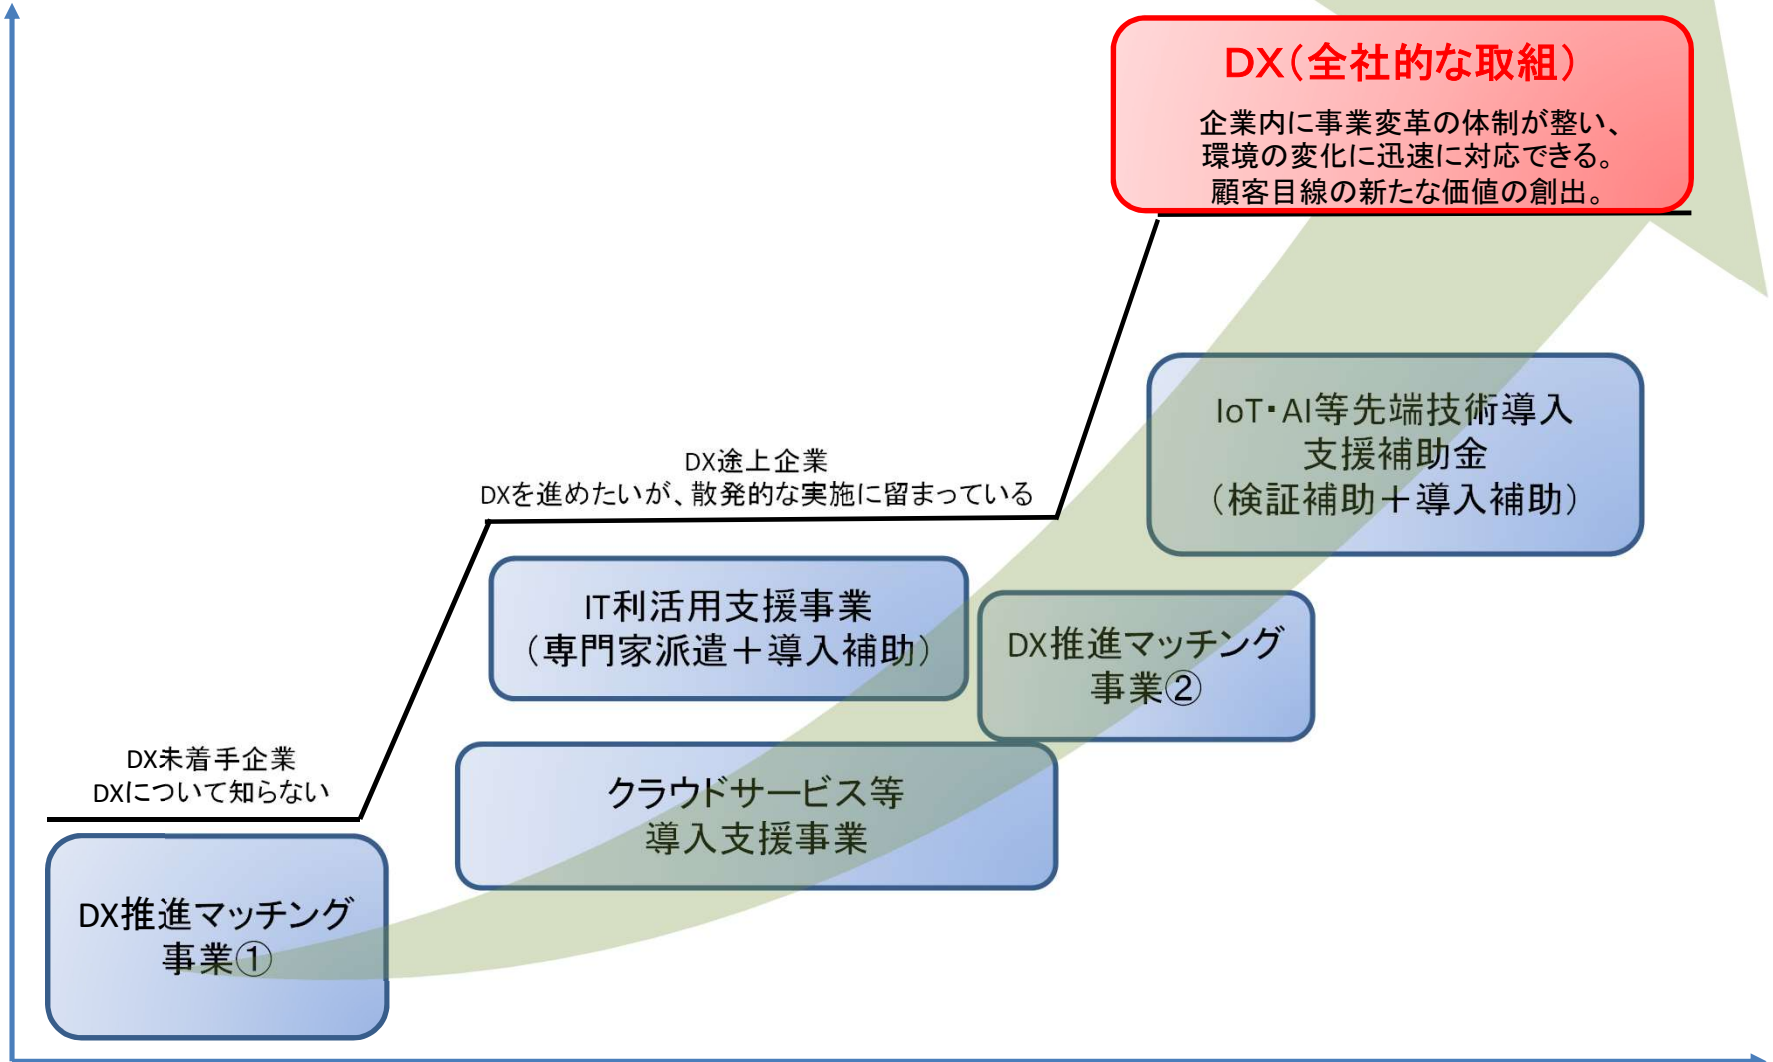 DX（全社的な取組）
企業内に事業変革の体制が整い、
環境の変化に迅速に対応できる。
顧客目線の新たな価値の創出。
IoT・AI等先端技術導入
支援補助金
（検証補助＋導入補助）
DX途上企業
DXを進めたいが、散発的な実施に留まっている
IT利活用支援事業
（専門家派遣＋導入補助）
DX推進マッチング
事業②
DX未着手企業
DXについて知らない
クラウドサービス等
導入支援事業
DX推進マッチング
事業①